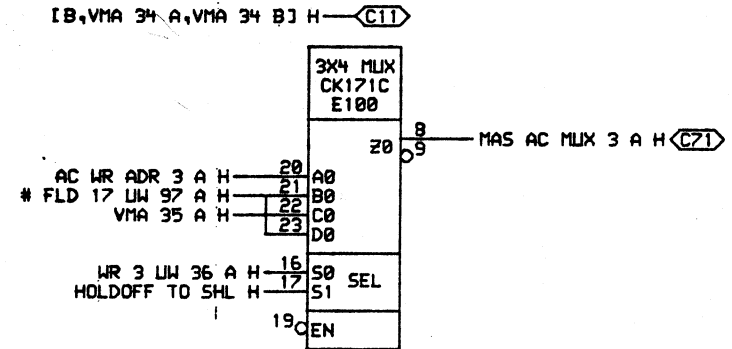 [B,VMA 34 A,VMA 34 B] H C11
3X4 MUX
CK171C
E100
Z0 8 MAS AC MUX 3 A H C71
9
AC WR ADR 3 A H 20 A0
# FLD 17 UW 97 A H 21 B0
VMA 35 A H 22 C0
23 D0
WR 3 UW 36 A H 16 S0 SEL
HOLDOFF TO SHL H 17 S1
19 EN